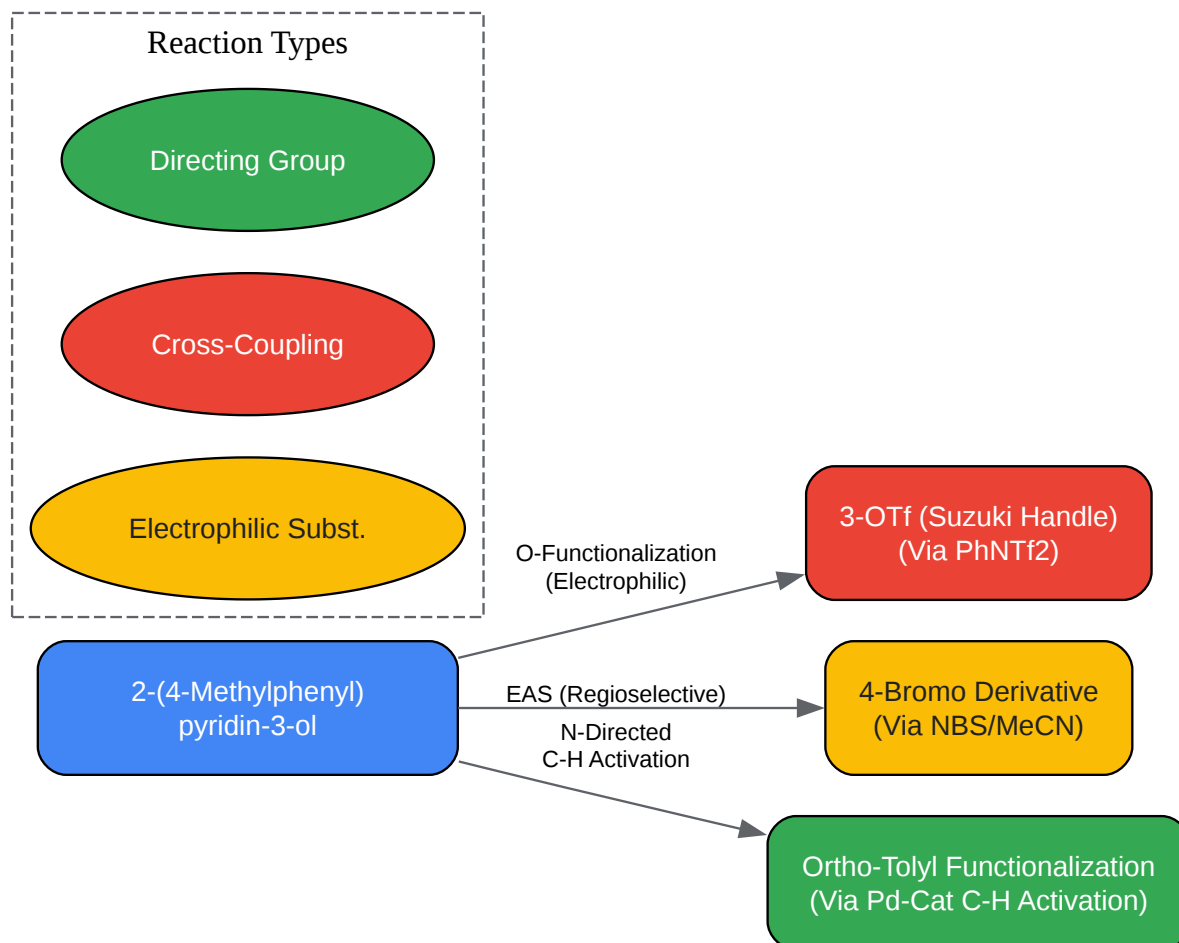 Reaction Types
Directing Group
Cross-Coupling
Electrophilic Subst.
2-(4-Methylphenyl)
pyridin-3-ol
O-Functionalization
(Electrophilic)
EAS (Regioselective)
N-Directed
C-H Activation
3-OTf (Suzuki Handle)
(Via PhNTf2)
4-Bromo Derivative
(Via NBS/MeCN)
Ortho-Tolyl Functionalization
(Via Pd-Cat C-H Activation)